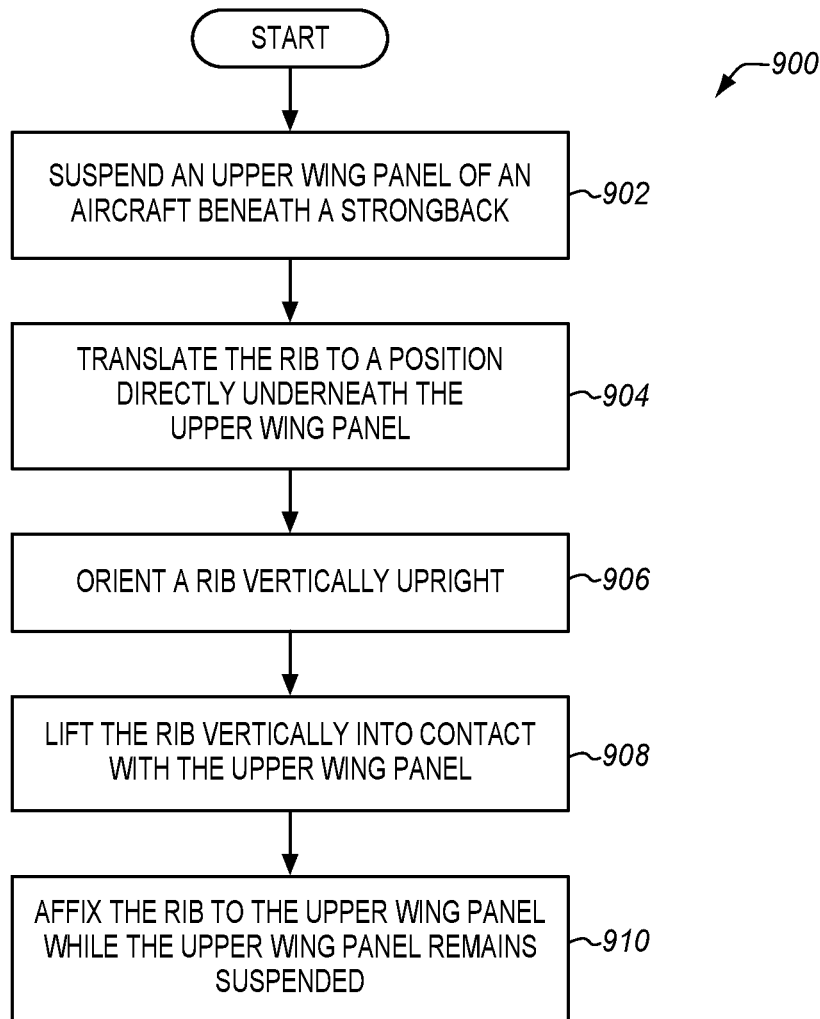 START
900
SUSPEND AN UPPER WING PANEL OF AN
AIRCRAFT BENEATH A STRONGBACK
902
TRANSLATE THE RIB TO A POSITION
DIRECTLY UNDERNEATH THE
UPPER WING PANEL
904
ORIENT A RIB VERTICALLY UPRIGHT
906
LIFT THE RIB VERTICALLY INTO CONTACT
WITH THE UPPER WING PANEL
908
AFFIX THE RIB TO THE UPPER WING PANEL
WHILE THE UPPER WING PANEL REMAINS
SUSPENDED
910